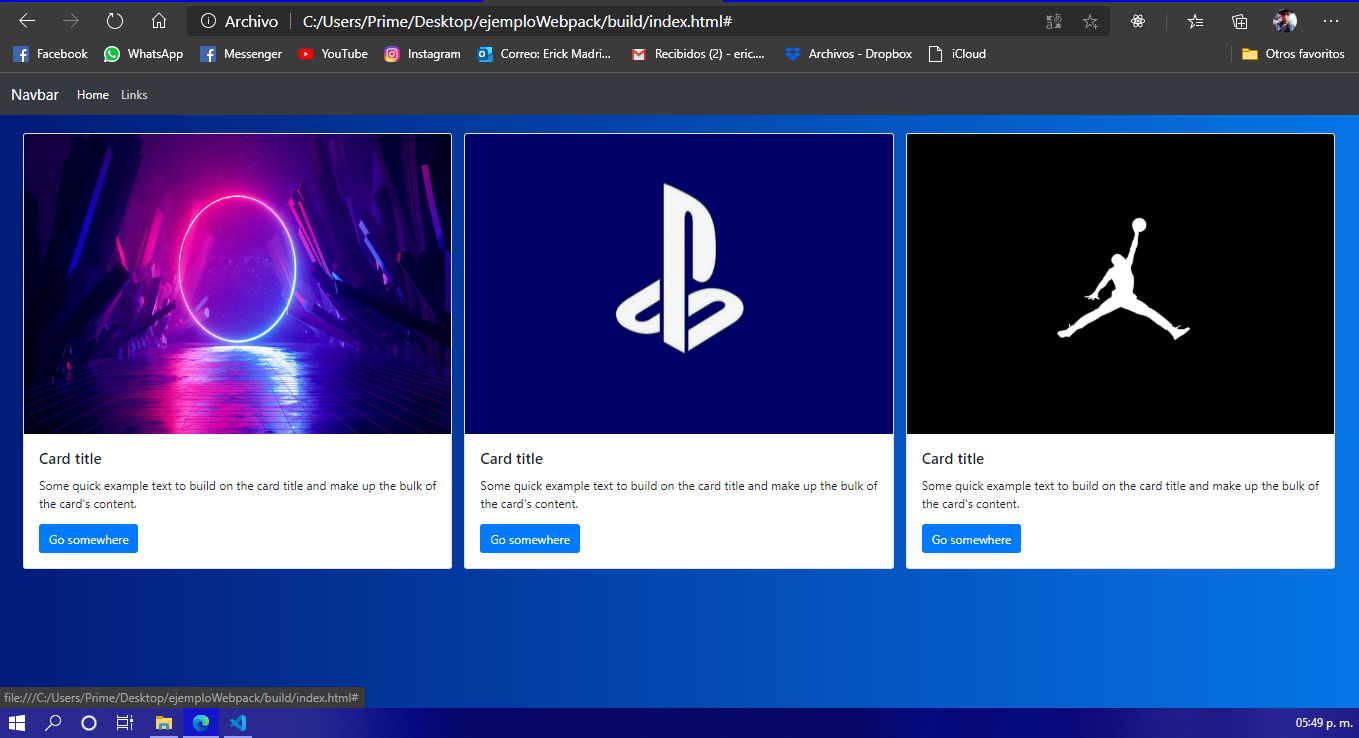 Archivo C:/Users/Prime/Desktop/ejemploWebpack/build/index.html#
Facebook WhatsApp Messenger YouTube Instagram Correo: Erick Madri... Recibidos (2) - eric.... Archivos - Dropbox iCloud Otros favoritos
Navbar Home Links
Card title
Some quick example text to build on the card title and make up the bulk of
the card's content.
Go somewhere
Card title
Some quick example text to build on the card title and make up the bulk of
the card's content.
Go somewhere
Card title
Some quick example text to build on the card title and make up the bulk of
the card's content.
Go somewhere
file:///C:/Users/Prime/Desktop/ejemploWebpack/build/index.html#
05:49 p. m.